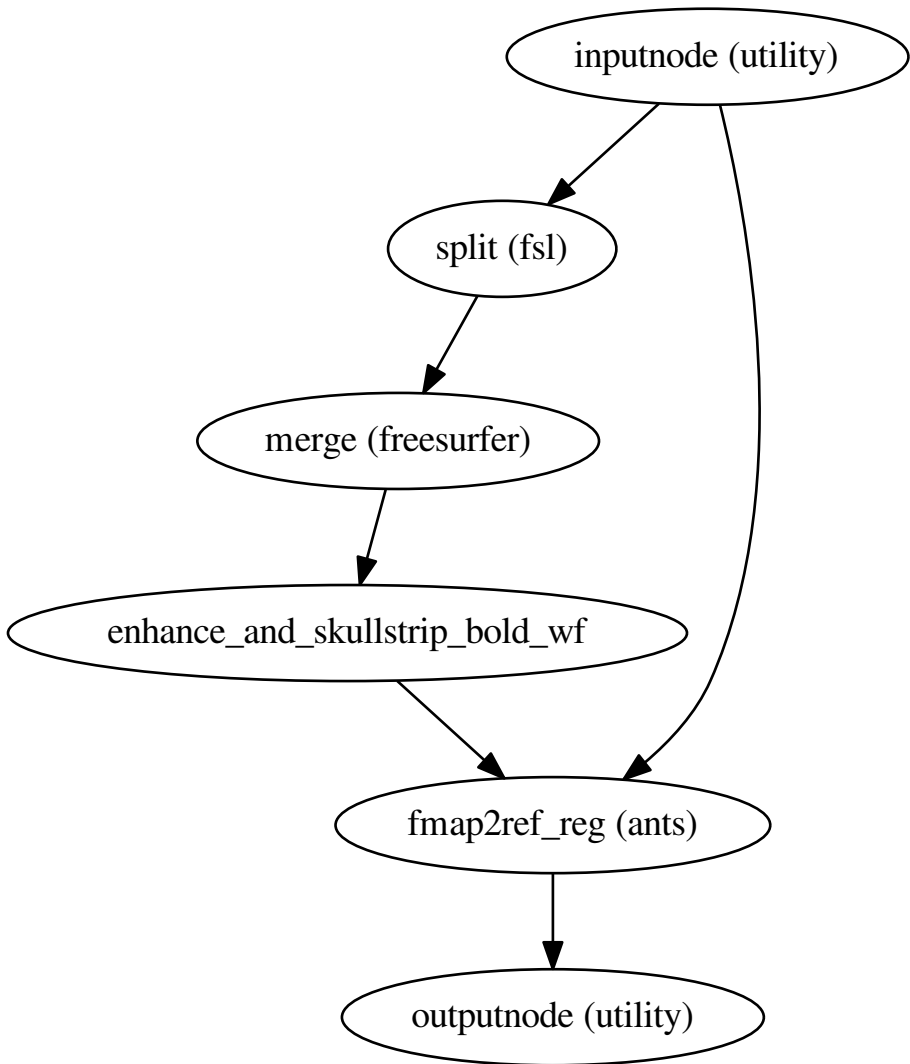 inputnode (utility)
split (fsl)
merge (freesurfer)
enhance_and_skullstrip_bold_wf
fmap2ref_reg (ants)
outputnode (utility)